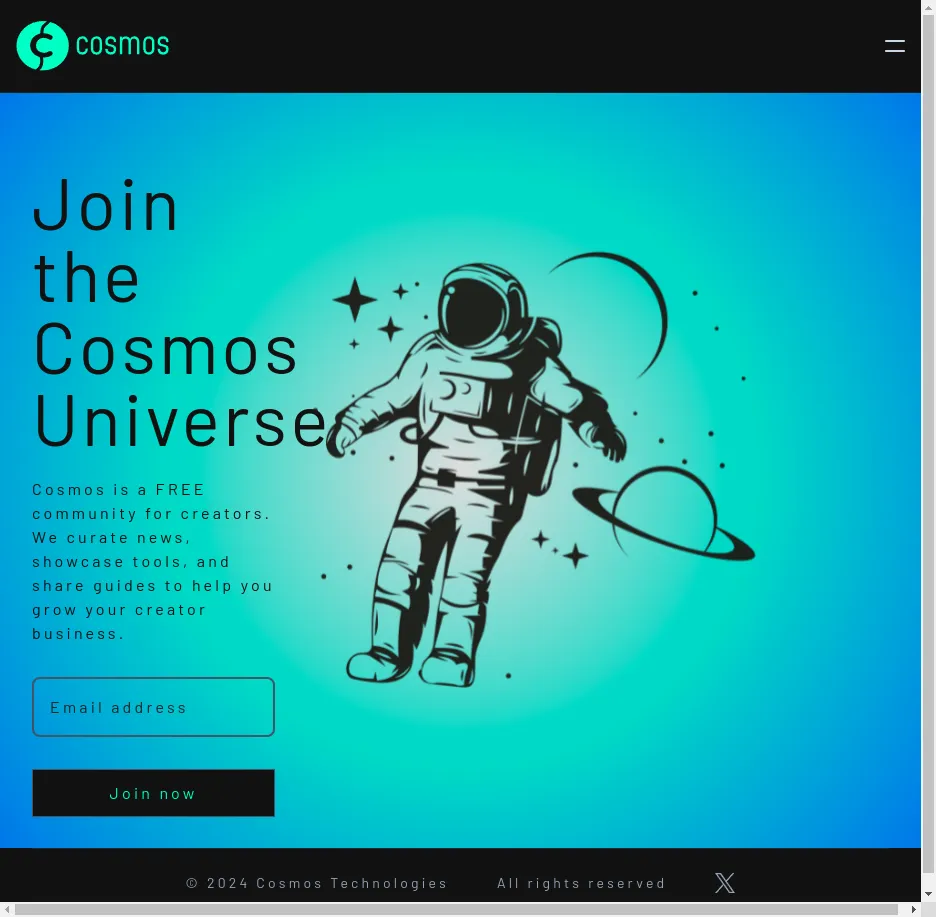 cosmos
Join
the
Cosmos
Universe
Cosmos is a FREE
community for creators.
We curate news,
showcase tools, and
share guides to help you
grow your creator
business.
Email address
Join now
© 2024 Cosmos Technologies
All rights reserved